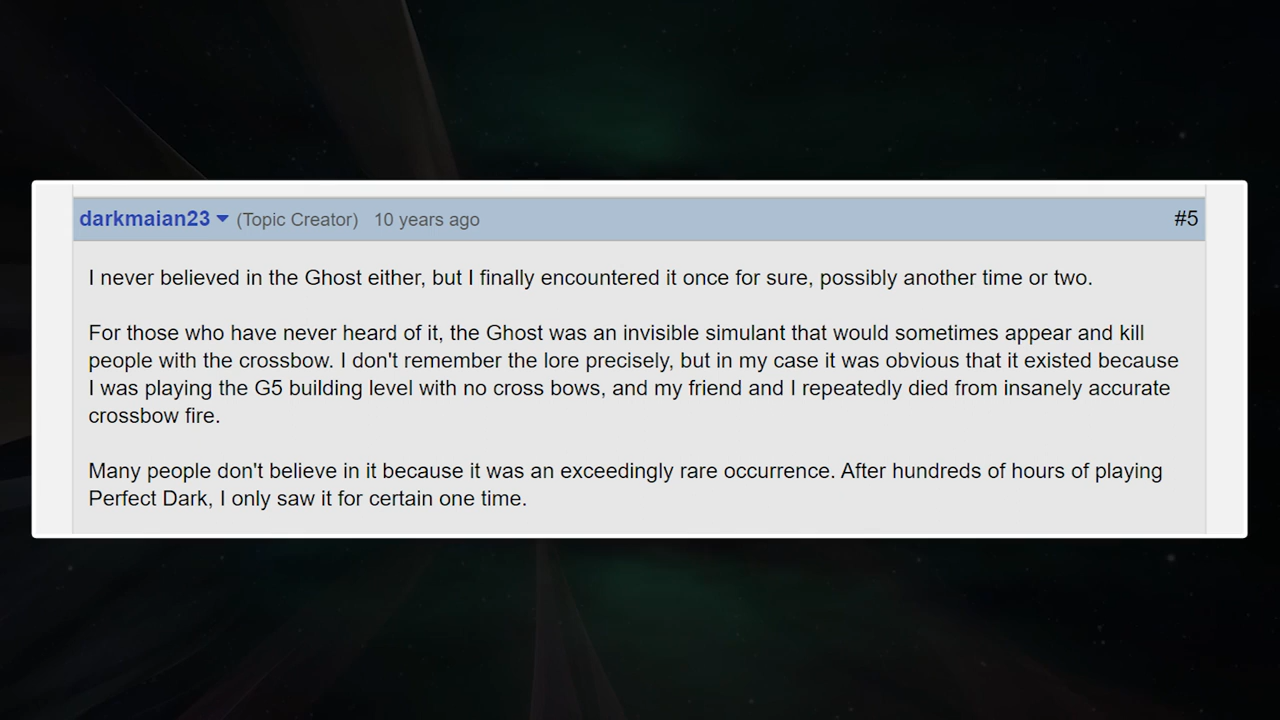 darkmaian23 (Topic Creator) 10 years ago #5
I never believed in the Ghost either, but I finally encountered it once for sure, possibly another time or two.
For those who have never heard of it, the Ghost was an invisible simulant that would sometimes appear and kill
people with the crossbow. I don't remember the lore precisely, but in my case it was obvious that it existed because
I was playing the G5 building level with no cross bows, and my friend and I repeatedly died from insanely accurate
crossbow fire.
Many people don't believe in it because it was an exceedingly rare occurrence. After hundreds of hours of playing
Perfect Dark, I only saw it for certain one time.